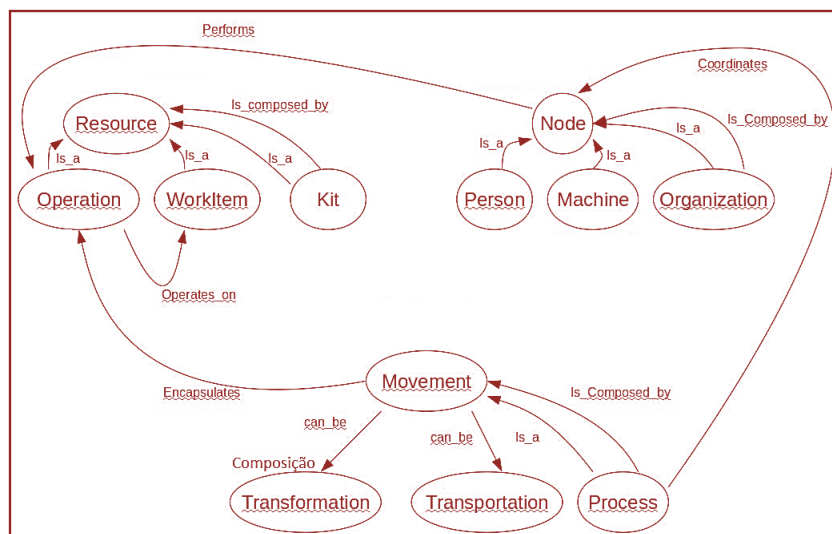 Performs
Coordinates
Is_composed_by
Is_Composed_by
Resource
Node
Is_a
Is_a
Is_a
Is_a
Is_a
Is_a
Operation
WorkItem
Kit
Person
Machine
Organization
Operates_on
Movement
Encapsulates
Is_Composed_by
can_be
can_be
Is_a
Composição
Transformation
Transportation
Process